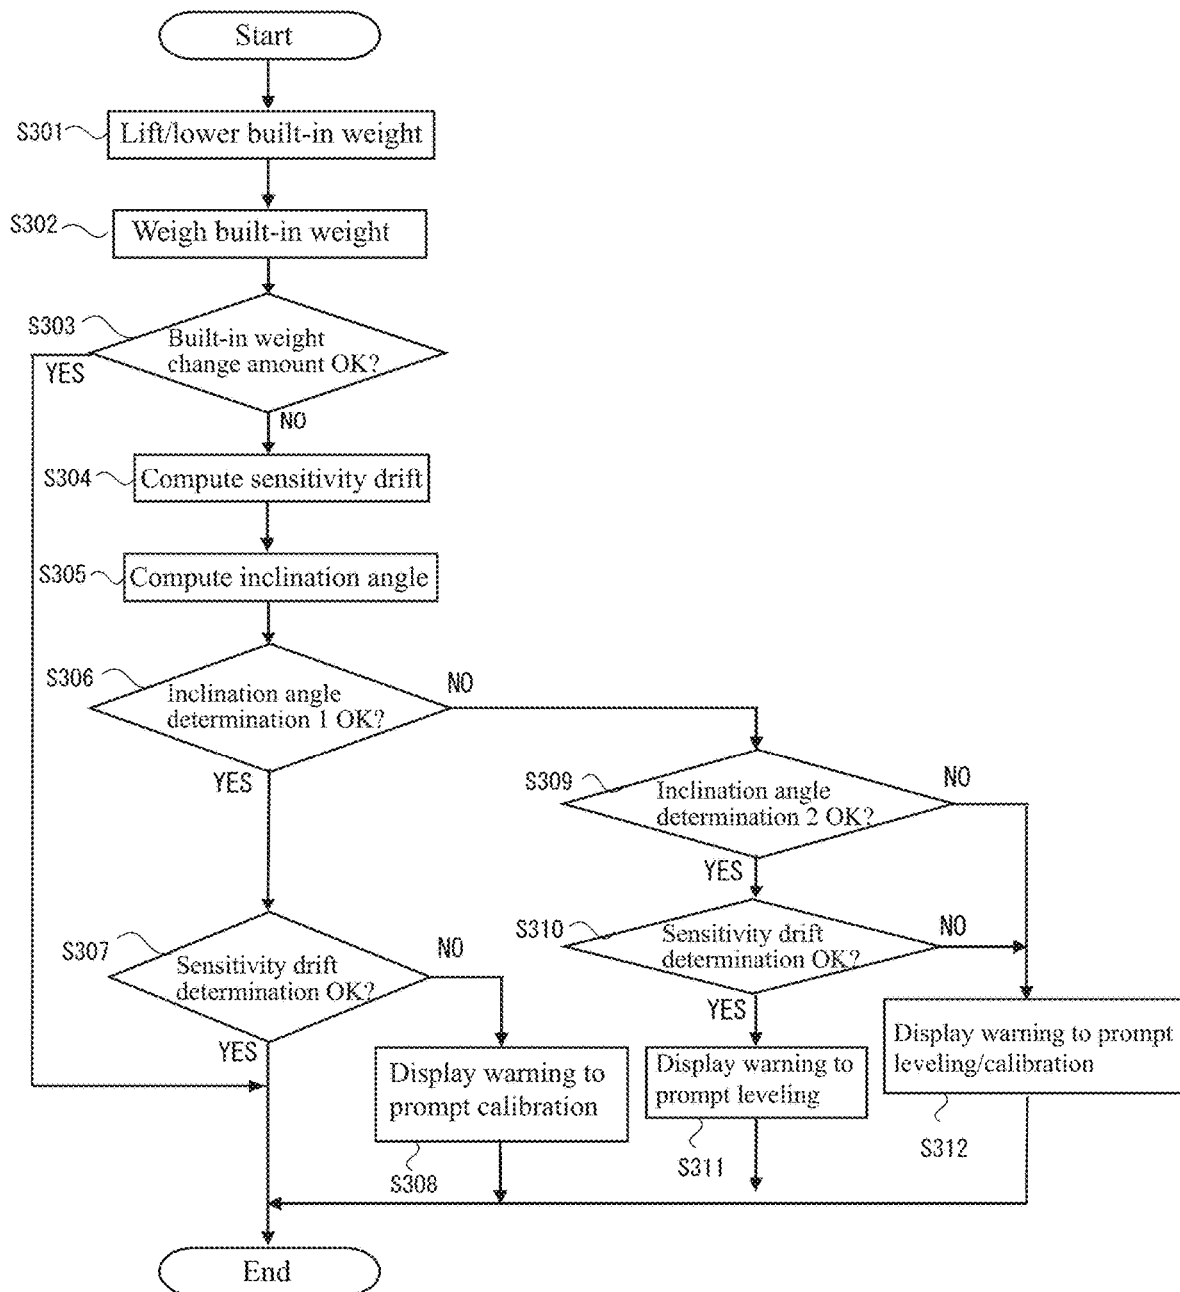 Start
S301
Lift/lower built-in weight
S302
Weigh built-in weight
S303
Built-in weight
change amount OK?
YES
NO
S304
Compute sensitivity drift
S305
Compute inclination angle
S306
Inclination angle
determination 1 OK?
NO
YES
S309
Inclination angle
determination 2 OK?
NO
YES
S307
Sensitivity drift
determination OK?
NO
YES
S310
Sensitivity drift
determination OK?
NO
YES
Display warning to
prompt calibration
S308
Display warning to
prompt leveling
S311
Display warning to prompt
leveling/calibration
S312
End